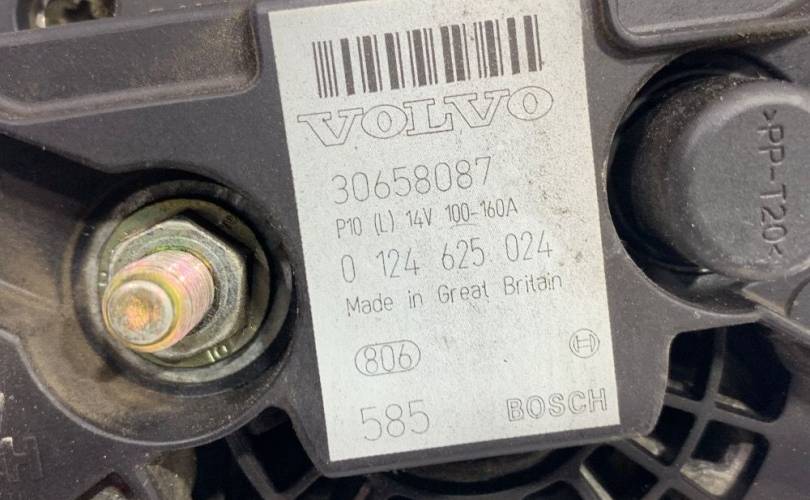 VOLVO
30658087
P10 (L) 14V 100-160A
0 124 625 024
Made in Great Britain
806
585 BOSCH
>PP-T20<
10
H